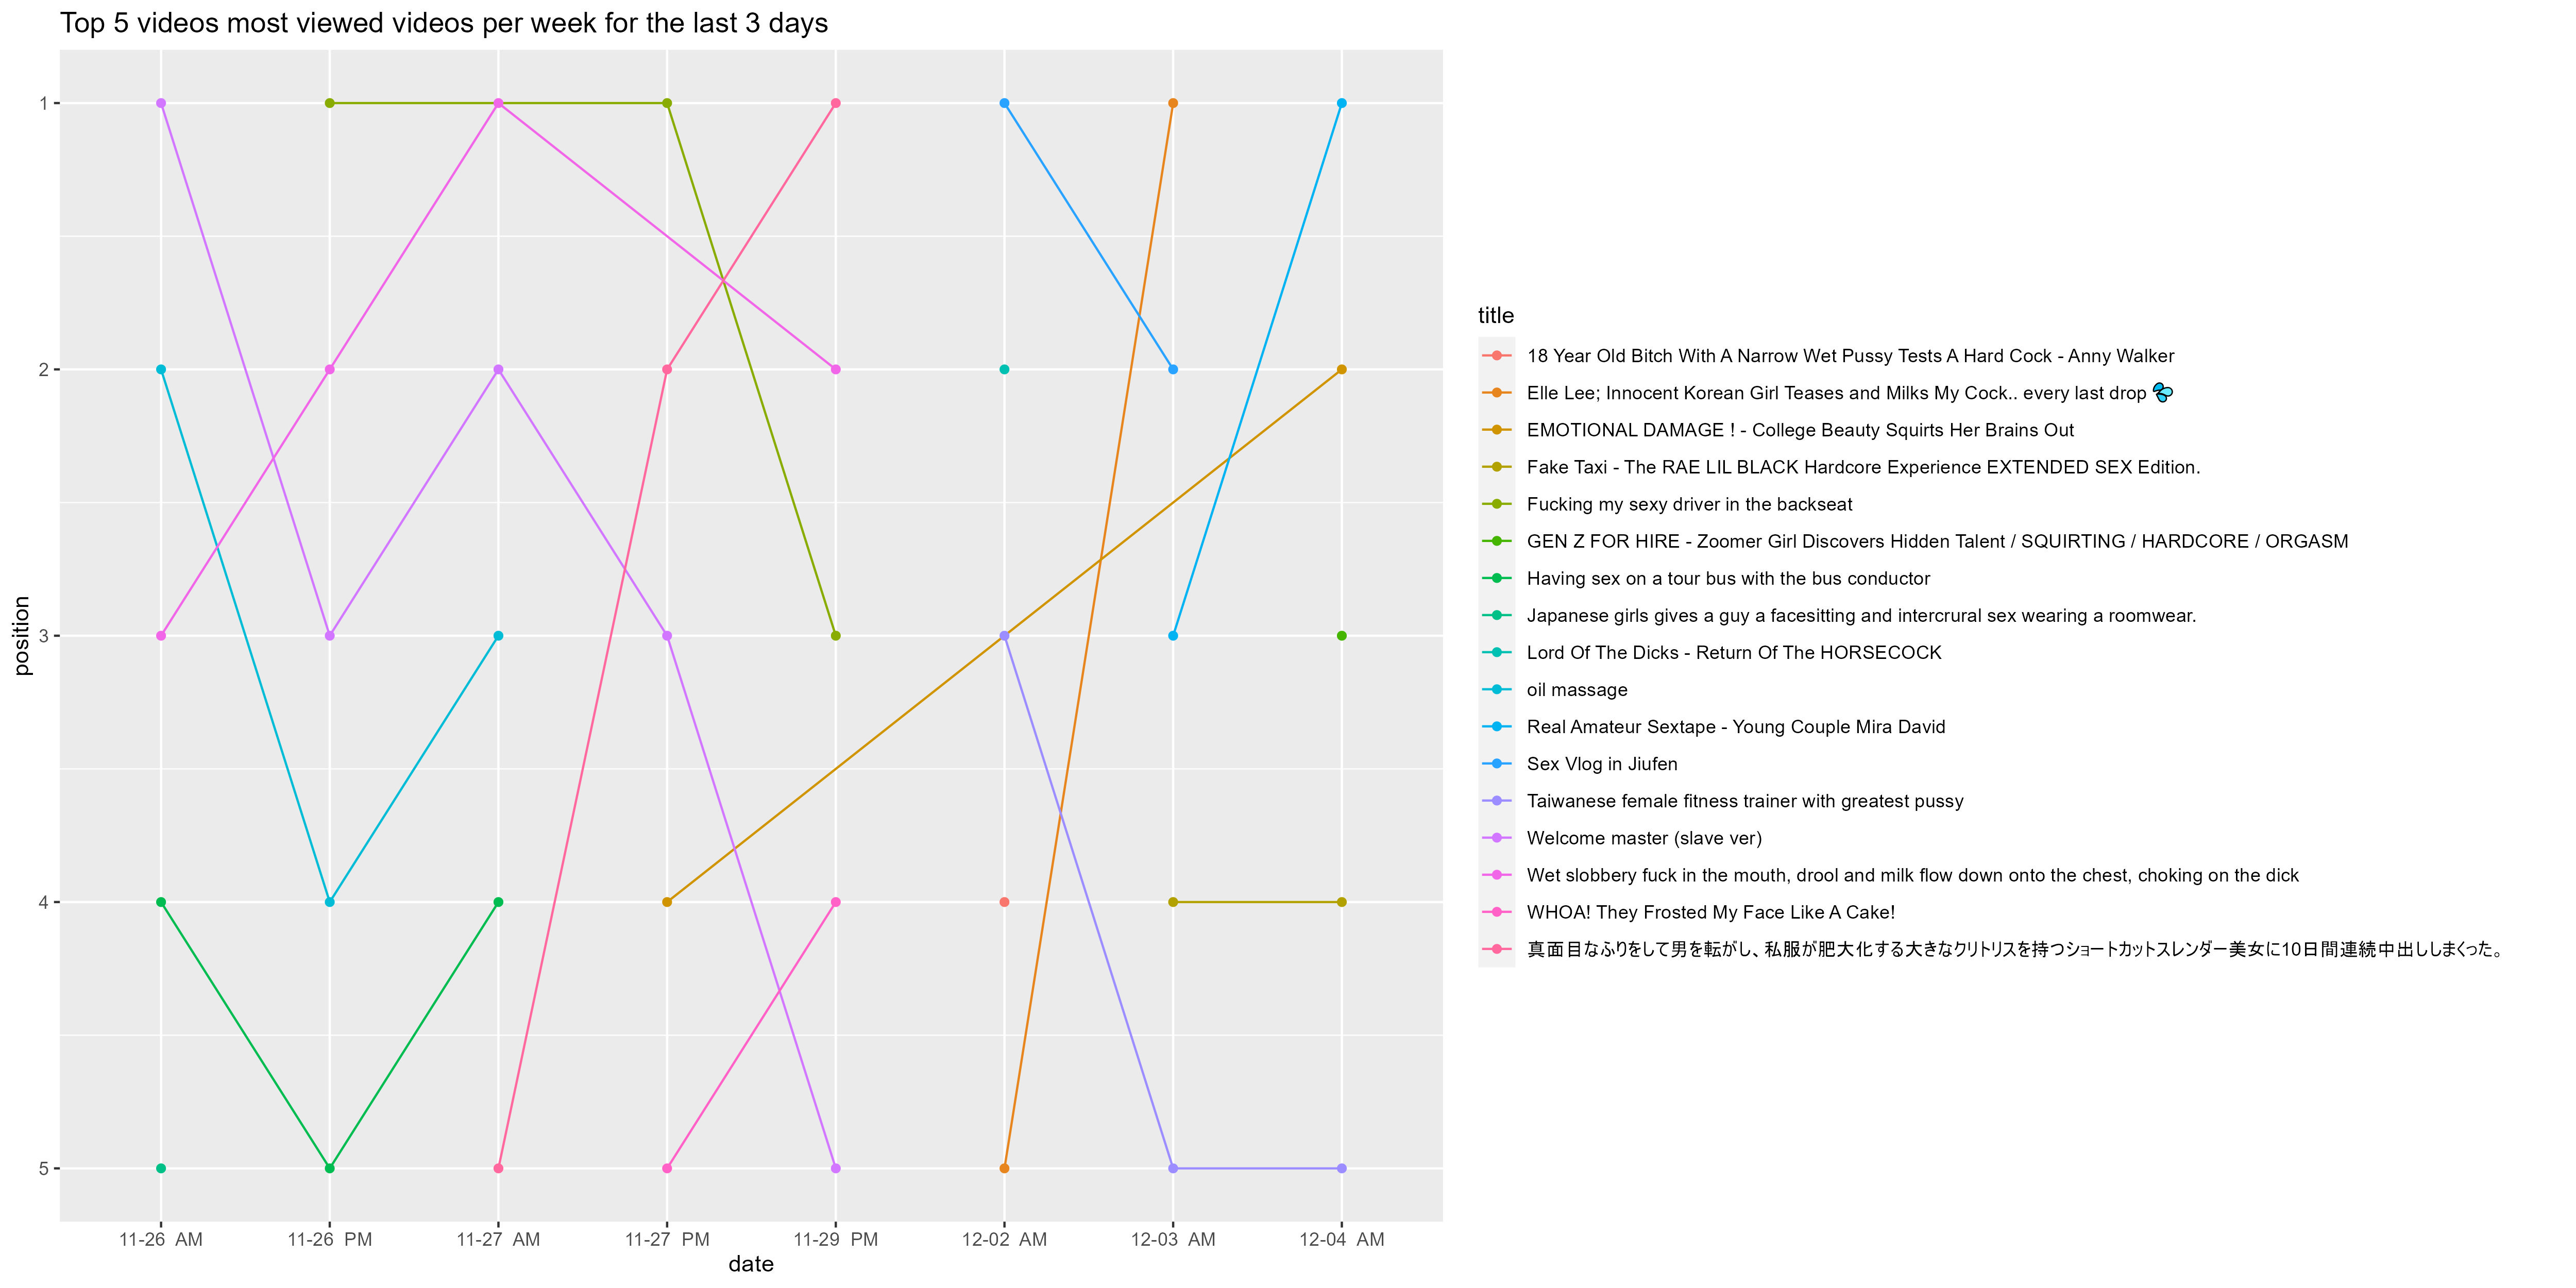 Top 5 videos most viewed videos per week for the last 3 days
position
1
2
3
4
5
11-26 AM
11-26 PM
11-27 AM
11-27 PM
11-29 PM
12-02 AM
12-03 AM
12-04 AM
date
title
18 Year Old Bitch With A Narrow Wet Pussy Tests A Hard Cock - Anny Walker
Elle Lee; Innocent Korean Girl Teases and Milks My Cock.. every last drop 💦
EMOTIONAL DAMAGE ! - College Beauty Squirts Her Brains Out
Fake Taxi - The RAE LIL BLACK Hardcore Experience EXTENDED SEX Edition.
Fucking my sexy driver in the backseat
GEN Z FOR HIRE - Zoomer Girl Discovers Hidden Talent / SQUIRTING / HARDCORE / ORGASM
Having sex on a tour bus with the bus conductor
Japanese girls gives a guy a facesitting and intercrural sex wearing a roomwear.
Lord Of The Dicks - Return Of The HORSECOCK
oil massage
Real Amateur Sextape - Young Couple Mira David
Sex Vlog in Jiufen
Taiwanese female fitness trainer with greatest pussy
Welcome master (slave ver)
Wet slobbery fuck in the mouth, drool and milk flow down onto the chest, choking on the dick
WHOA! They Frosted My Face Like A Cake!
真面目なふりをして男を転がし、私服が肥大化する大きなクリトリスを持つショートカットスレンダー美女に10日間連続中出ししまくった。